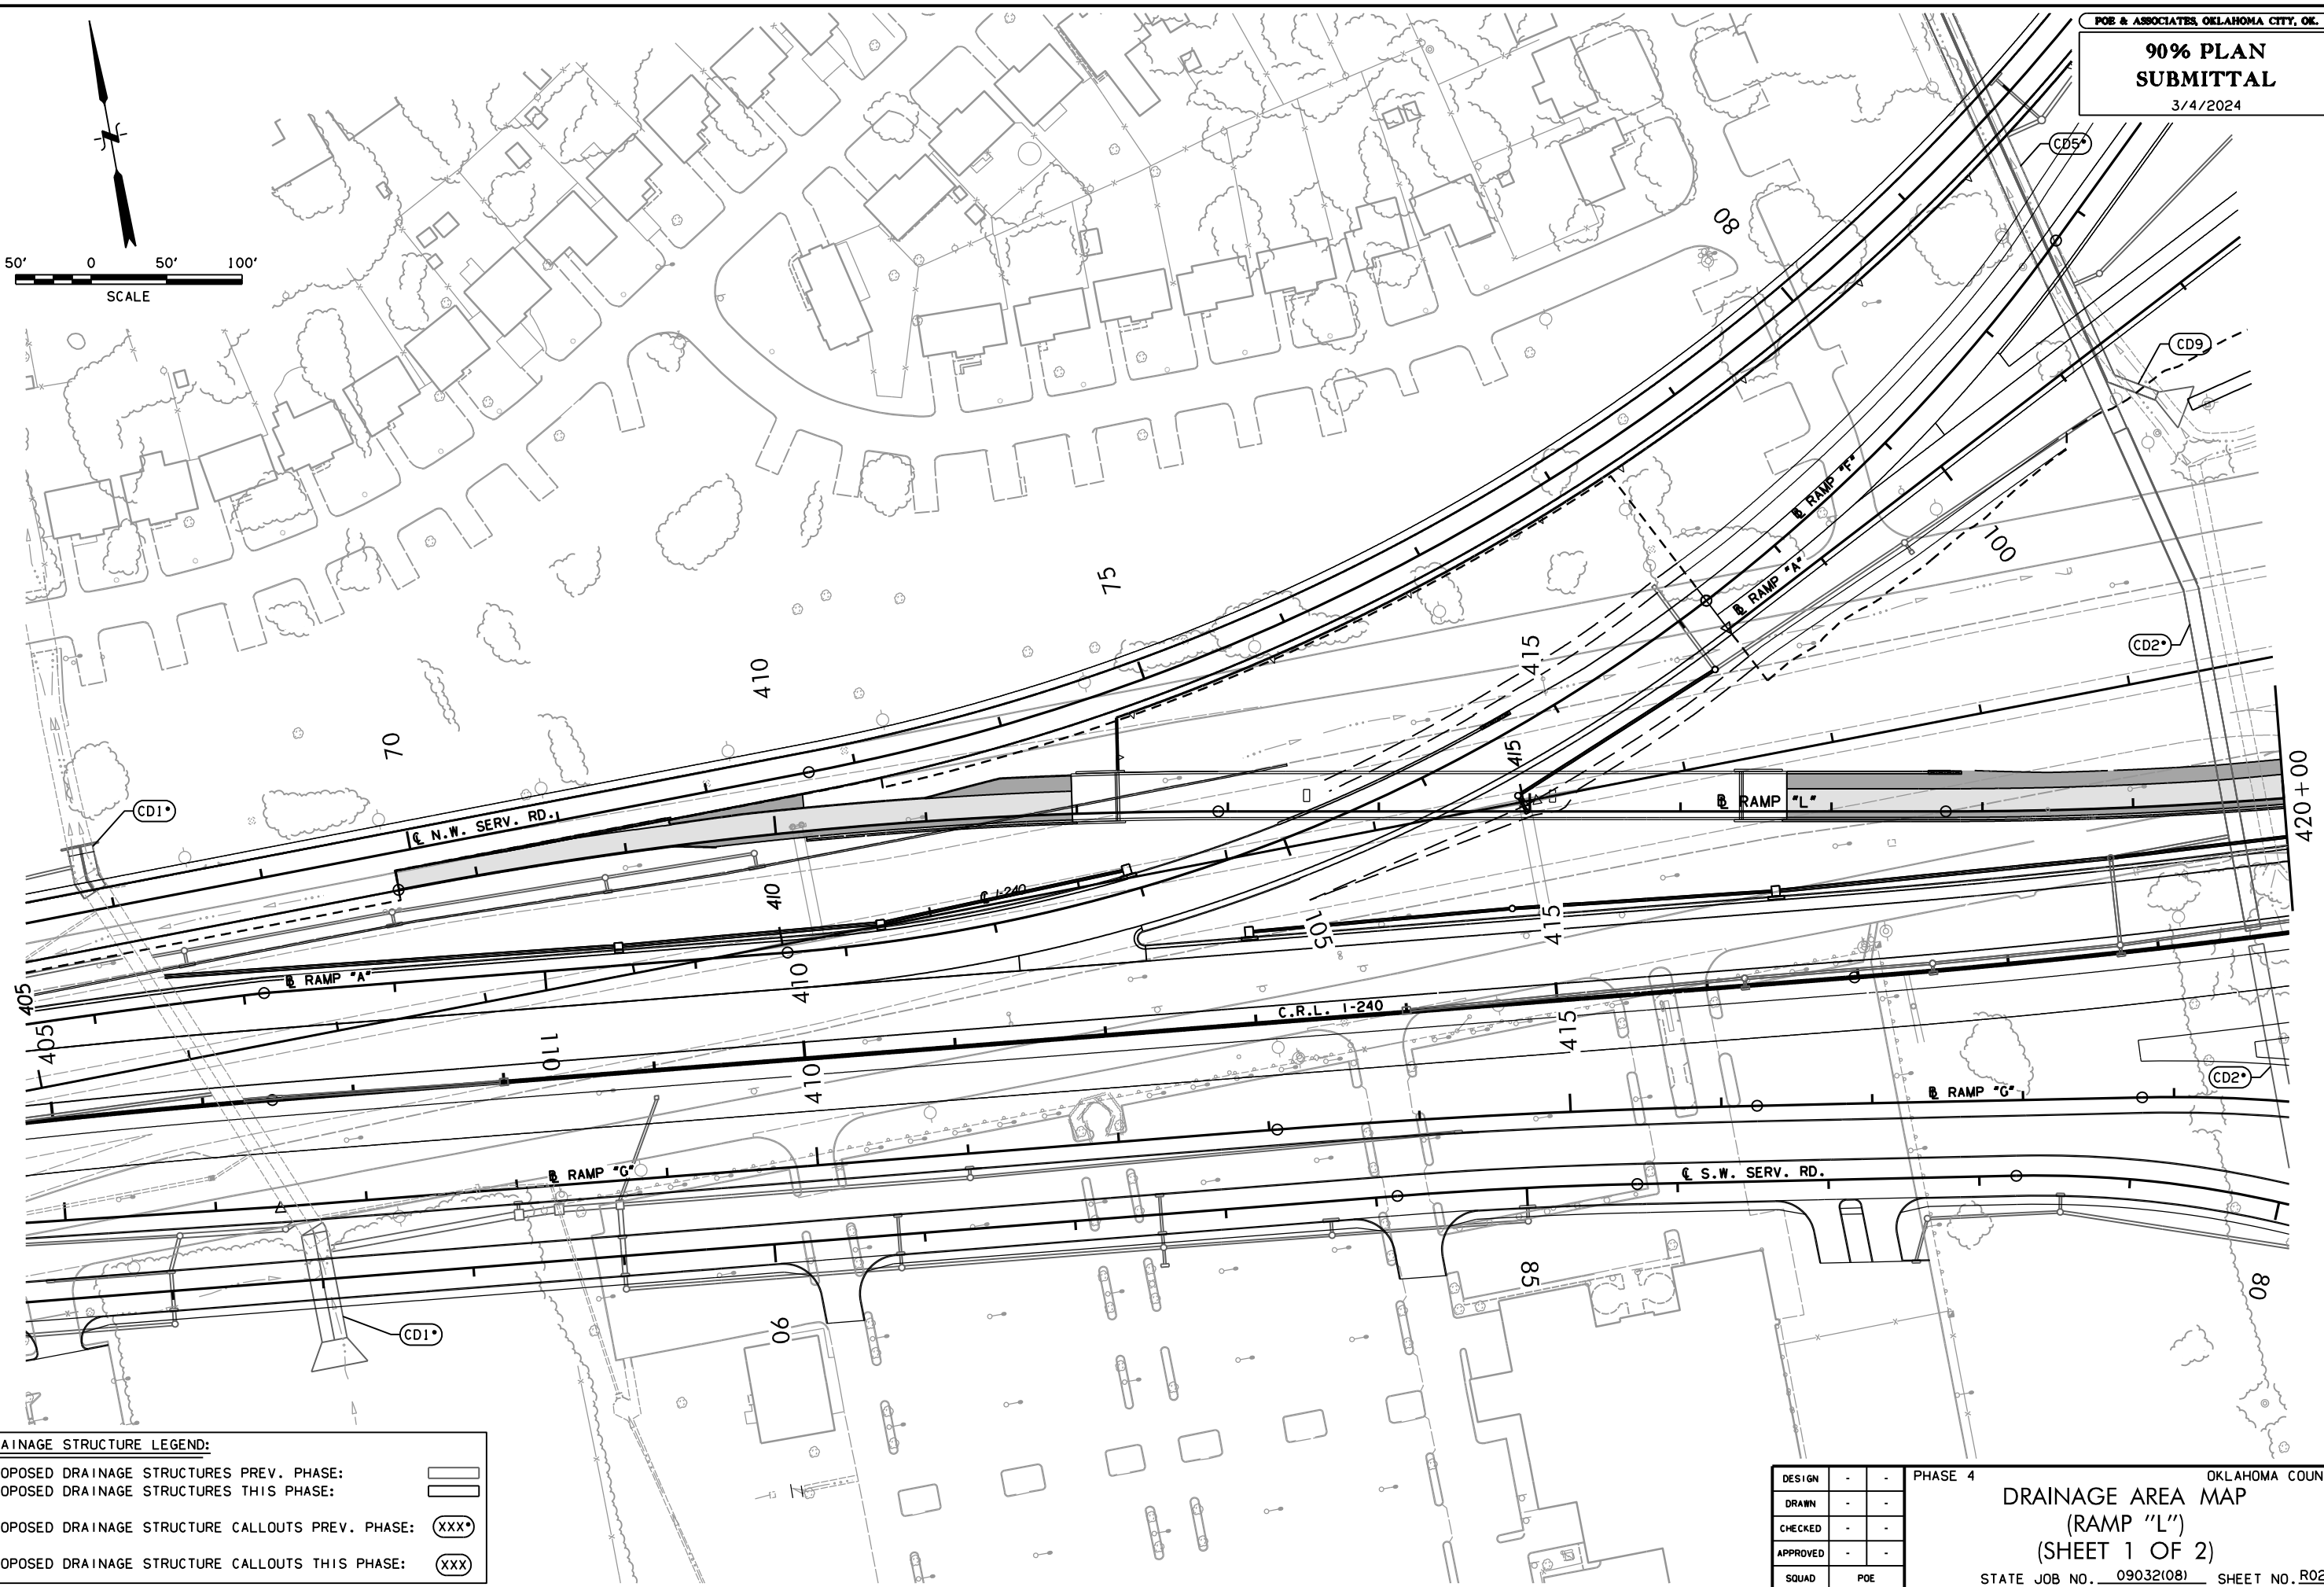 POE & ASSOCIATES, OKLAHOMA CITY, OK.
90% PLAN
SUBMITTAL
3/4/2024
50' 0 50' 100'
SCALE
CD5•
CD9
CD2•
80
75
70
410
415
100
℄ RAMP "F"
℄ RAMP "A"
415
℄ RAMP "L"
420+00
CD1•
℄ N.W. SERV. RD.
410
℄ I-240
105
415
℄ RAMP "A"
405
405
410
C.R.L. I-240
415
110
410
CD2•
℄ RAMP "G"
℄ RAMP "G"
℄ S.W. SERV. RD.
85
80
90
CD1•
AINAGE STRUCTURE LEGEND:
OPOSED DRAINAGE STRUCTURES PREV. PHASE:
OPOSED DRAINAGE STRUCTURES THIS PHASE:
OPOSED DRAINAGE STRUCTURE CALLOUTS PREV. PHASE: XXX•
OPOSED DRAINAGE STRUCTURE CALLOUTS THIS PHASE: XXX
DESIGN - -
DRAWN - -
CHECKED - -
APPROVED - -
SQUAD POE
PHASE 4 OKLAHOMA COUN
DRAINAGE AREA MAP
(RAMP "L")
(SHEET 1 OF 2)
STATE JOB NO. 09032(08) SHEET NO. R02